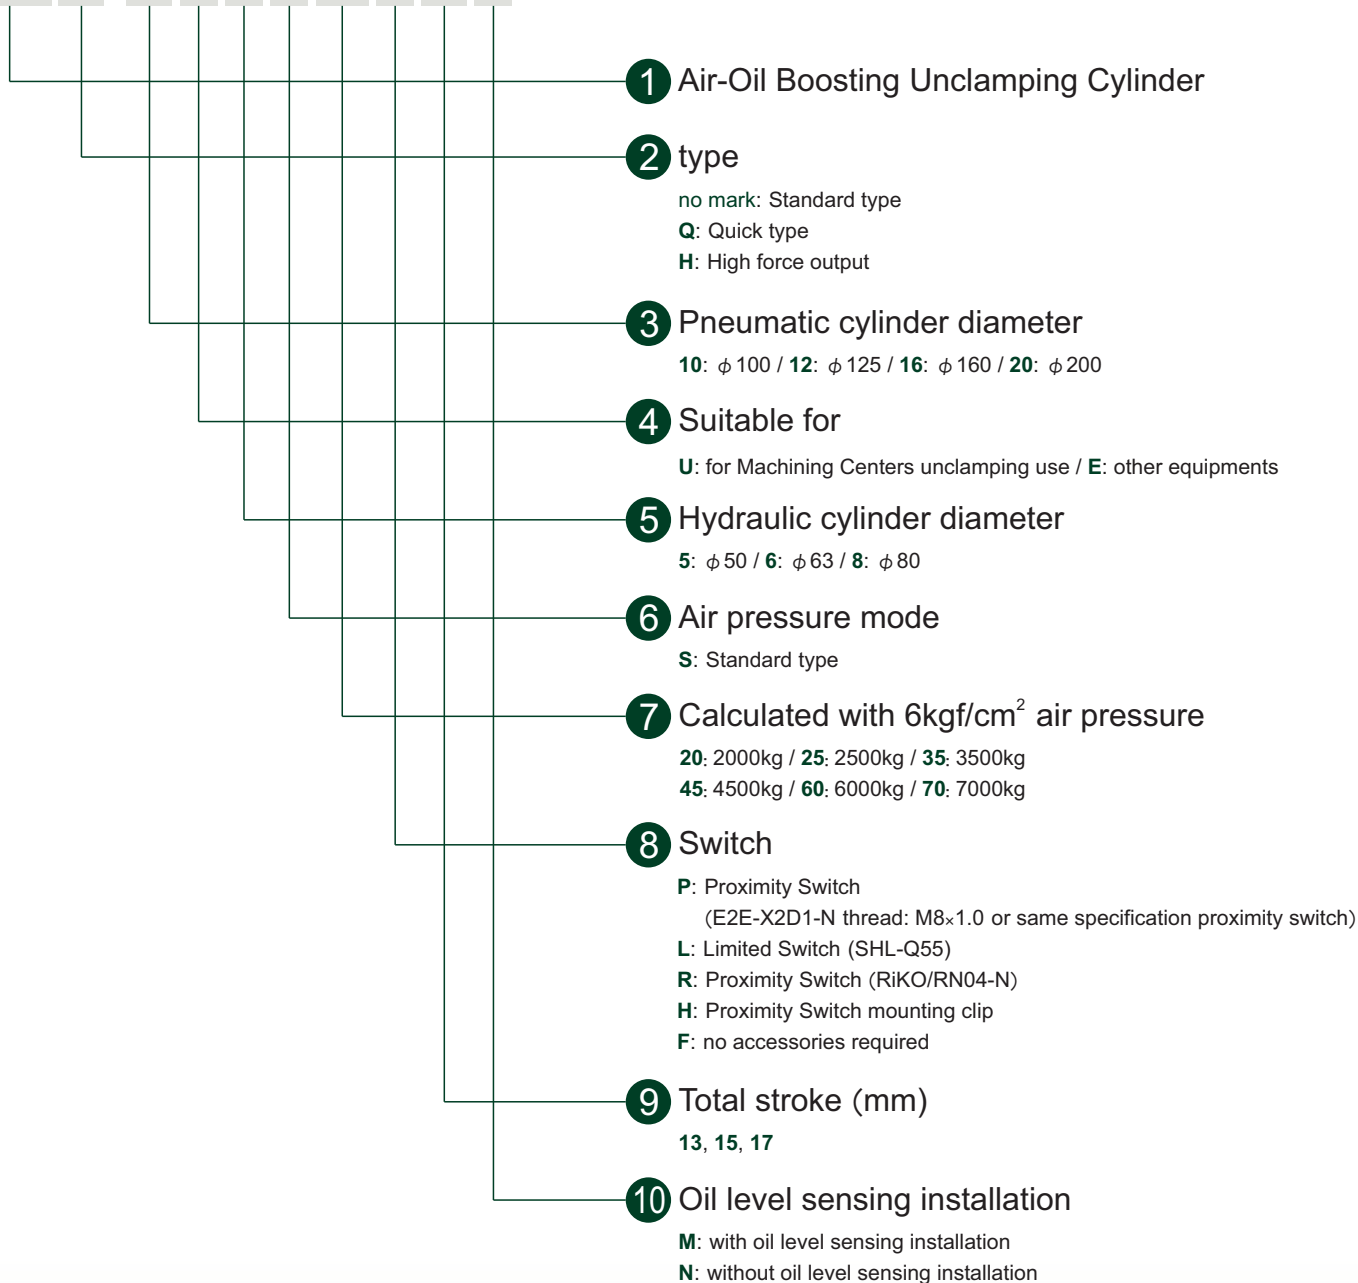 1 Air-Oil Boosting Unclamping Cylinder
2 type
no mark: Standard type
Q: Quick type
H: High force output
3 Pneumatic cylinder diameter
10: ϕ100 / 12: ϕ125 / 16: ϕ160 / 20: ϕ200
4 Suitable for
U: for Machining Centers unclamping use / E: other equipments
5 Hydraulic cylinder diameter
5: ϕ50 / 6: ϕ63 / 8: ϕ80
6 Air pressure mode
S: Standard type
7 Calculated with 6kgf/cm² air pressure
20: 2000kg / 25: 2500kg / 35: 3500kg
45: 4500kg / 60: 6000kg / 70: 7000kg
8 Switch
P: Proximity Switch
(E2E-X2D1-N thread: M8×1.0 or same specification proximity switch)
L: Limited Switch (SHL-Q55)
R: Proximity Switch (RiKO/RN04-N)
H: Proximity Switch mounting clip
F: no accessories required
9 Total stroke (mm)
13, 15, 17
10 Oil level sensing installation
M: with oil level sensing installation
N: without oil level sensing installation